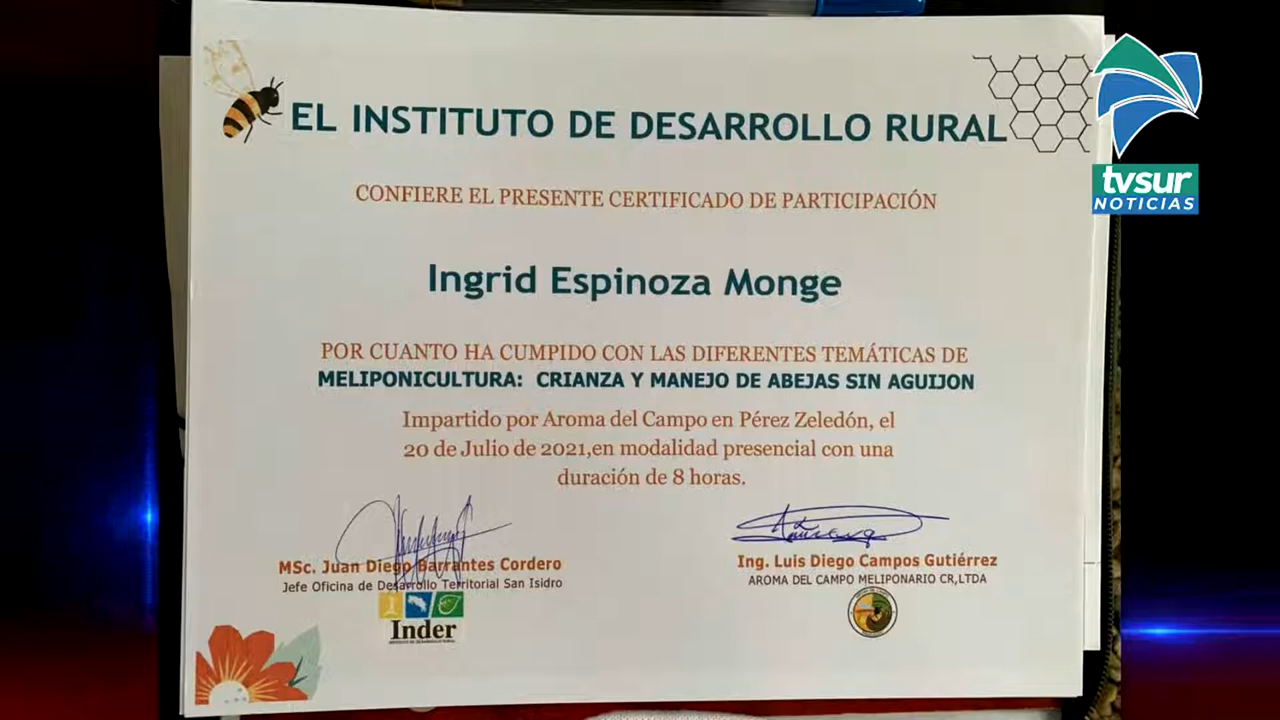 EL INSTITUTO DE DESARROLLO RURAL
CONFIERE EL PRESENTE CERTIFICADO DE PARTICIPACIÓN
Ingrid Espinoza Monge
POR CUANTO HA CUMPIDO CON LAS DIFERENTES TEMÁTICAS DE
MELIPONICULTURA: CRIANZA Y MANEJO DE ABEJAS SIN AGUIJON
Impartido por Aroma del Campo en Pérez Zeledón, el
20 de Julio de 2021,en modalidad presencial con una
duración de 8 horas.
MSc. Juan Diego Barrantes Cordero
Jefe Oficina de Desarrollo Territorial San Isidro
Inder
Ing. Luis Diego Campos Gutiérrez
AROMA DEL CAMPO MELIPONARIO CR,LTDA
tvsur
NOTICIAS